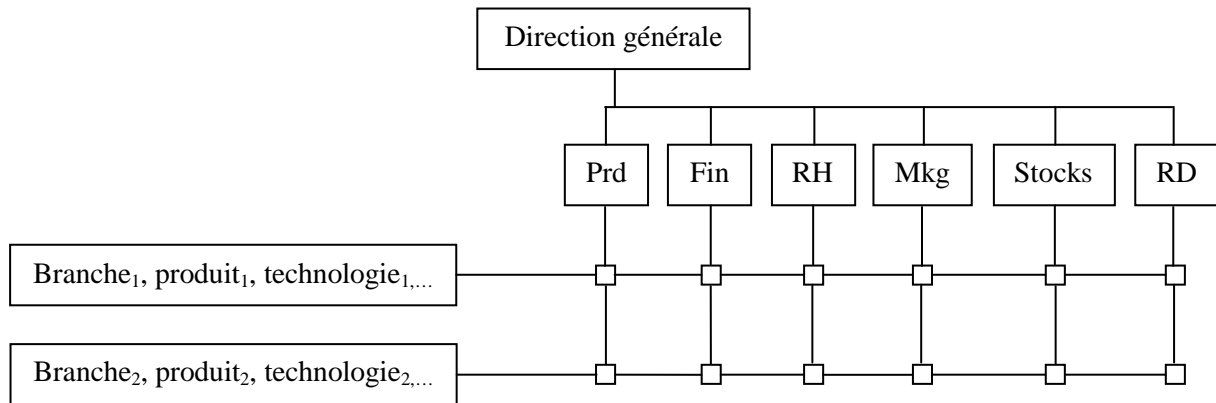 Direction générale
Prd Fin RH Mkg Stocks RD
Branche₁, produit₁, technologie₁,...
Branche₂, produit₂, technologie₂,...